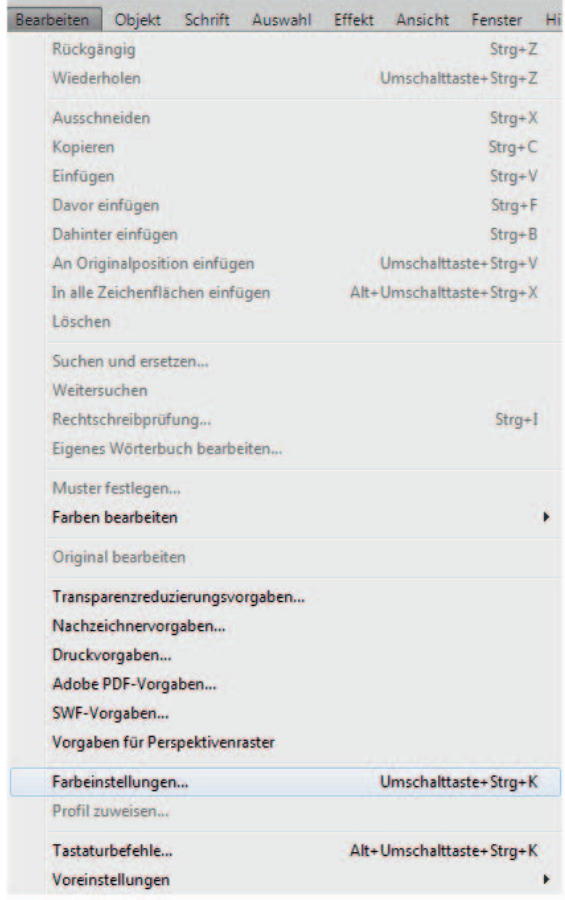 Bearbeiten Objekt Schrift Auswahl Effekt Ansicht Fenster Hi
Rückgängig Strg+Z
Wiederholen Umschalttaste+Strg+Z
Ausschneiden Strg+X
Kopieren Strg+C
Einfügen Strg+V
Davor einfügen Strg+F
Dahinter einfügen Strg+B
An Originalposition einfügen Umschalttaste+Strg+V
In alle Zeichenflächen einfügen Alt+Umschalttaste+Strg+X
Löschen
Suchen und ersetzen...
Weitersuchen
Rechtschreibprüfung... Strg+I
Eigenes Wörterbuch bearbeiten...
Muster festlegen...
Farben bearbeiten
Original bearbeiten
Transparenzreduzierungsvorgaben...
Nachzeichnervorgaben...
Druckvorgaben...
Adobe PDF-Vorgaben...
SWF-Vorgaben...
Vorgaben für Perspektivenraster
Farbeinstellungen... Umschalttaste+Strg+K
Profil zuweisen...
Tastaturbefehle... Alt+Umschalttaste+Strg+K
Voreinstellungen